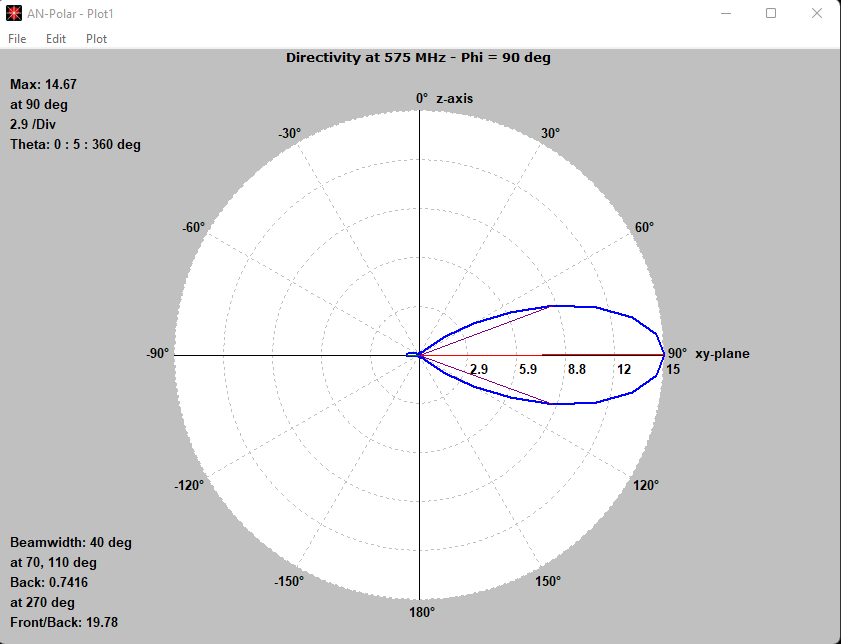 AN-Polar - Plot1
File Edit Plot
Directivity at 575 MHz - Phi = 90 deg
Max: 14.67
at 90 deg
2.9 /Div
Theta: 0 : 5 : 360 deg
0° z-axis
-30° 30°
-60° 60°
-90° 90° xy-plane
2.9 5.9 8.8 12 15
-120° 120°
-150° 150°
180°
Beamwidth: 40 deg
at 70, 110 deg
Back: 0.7416
at 270 deg
Front/Back: 19.78